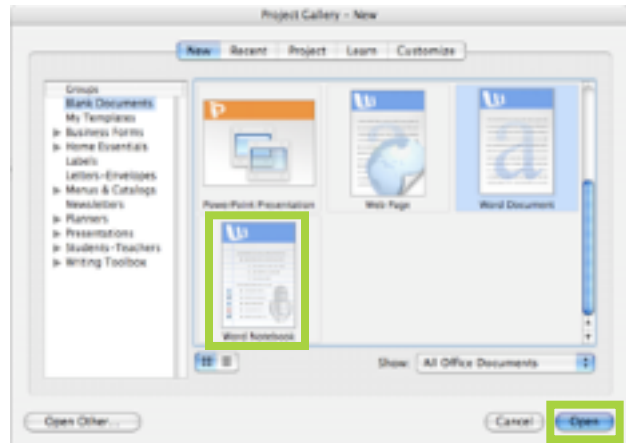 Project Gallery – New
New Recent Project Learn Customize
Groups
Blank Documents
My Templates
Business Forms
Home Essentials
Labels
Letters-Envelopes
Menus & Catalogs
Newsletters
Planners
Presentations
Students-Teachers
Writing Toolbox
PowerPoint Presentation
Web Page
Word Document
Word Notebook
Show: All Office Documents
Open Other...
Cancel
Open